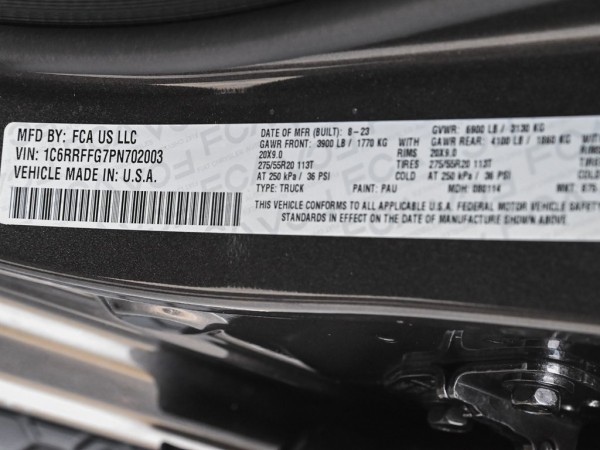 MFD BY: FCA US LLC
VIN: 1C6RRFFG7PN702003
VEHICLE MADE IN: U.S.A.
DATE OF MFR (BUILT): 8-23 GVWR: 6900 LB / 3130 KG
GAWR FRONT: 3900 LB / 1770 KG GAWR REAR: 4100 LB / 1860 KG
20X9.0 RIMS 20X9.0
275/55R20 113T TIRES 275/55R20 113T
AT 250 kPa / 36 PSI COLD AT 250 kPa / 36 PSI COLD
TYPE: TRUCK PAINT: PAU MDH:
THIS VEHICLE CONFORMS TO ALL APPLICABLE U.S.A. FEDERAL MOTOR VEHICLE SAFETY
STANDARDS IN EFFECT ON THE DATE OF MANUFACTURE SHOWN ABOVE.